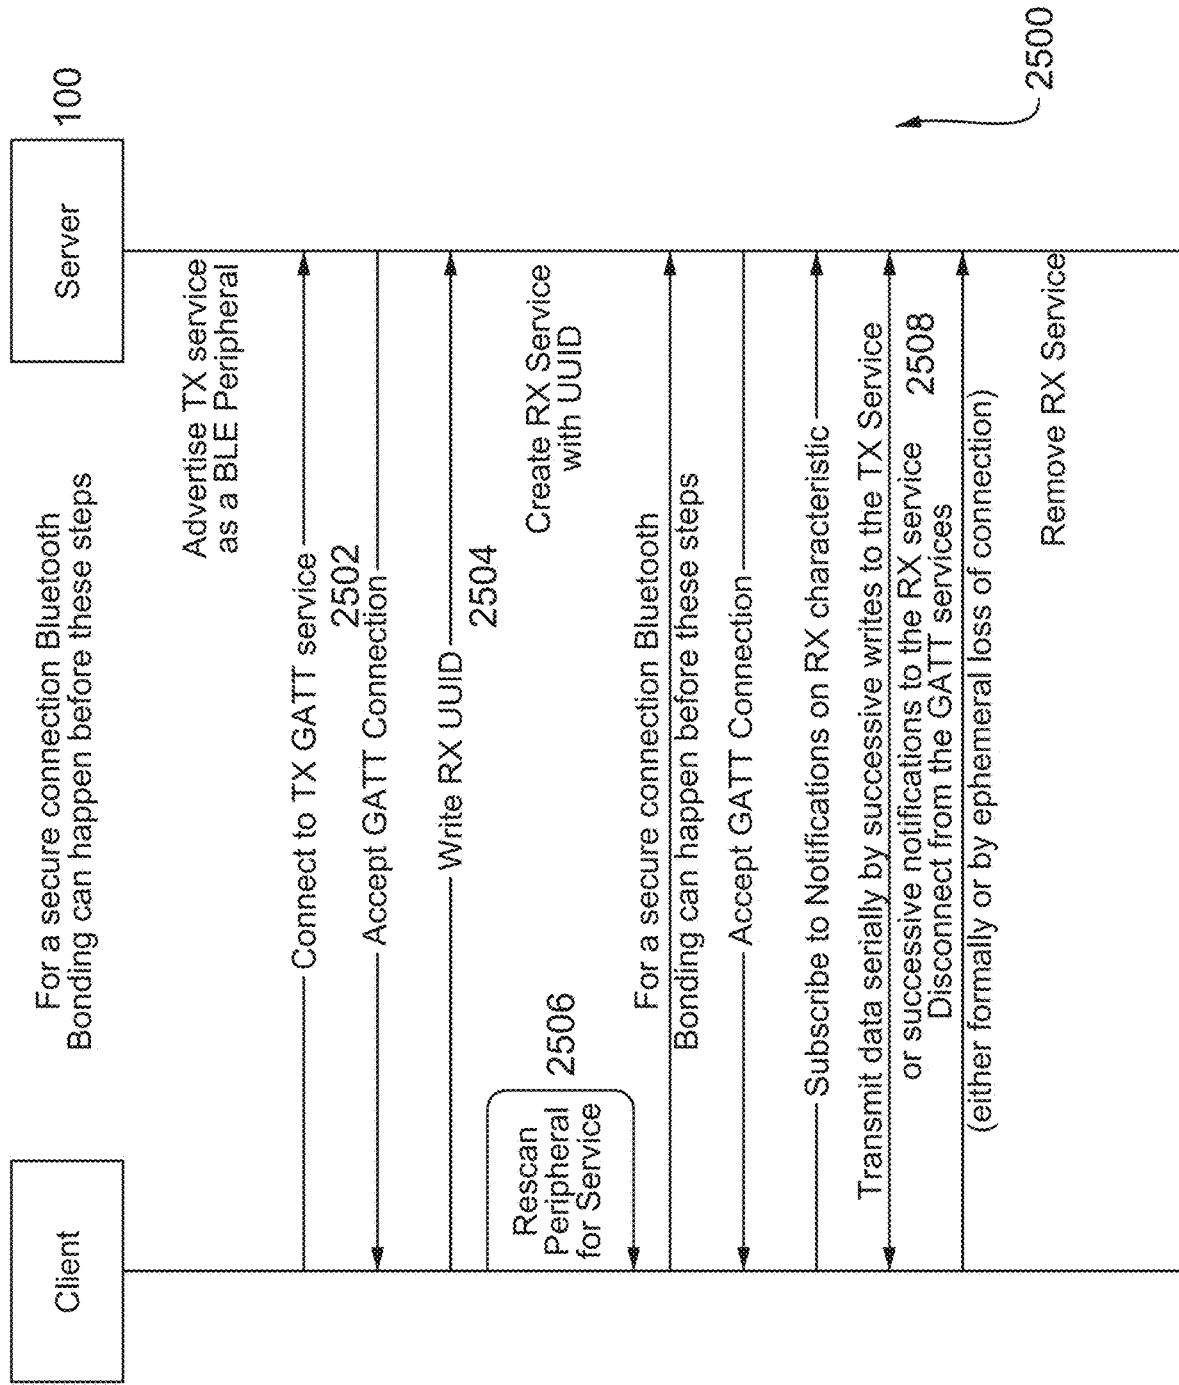 Client
Server
100
For a secure connection Bluetooth
Bonding can happen before these steps
Advertise TX service
as a BLE Peripheral
Connect to TX GATT service
2502
Accept GATT Connection
Write RX UUID
2504
Rescan
Peripheral
for Service
2506
Create RX Service
with UUID
For a secure connection Bluetooth
Bonding can happen before these steps
Accept GATT Connection
Subscribe to Notifications on RX characteristic
Transmit data serially by successive writes to the TX Service
or successive notifications to the RX service
2508
Disconnect from the GATT services
(either formally or by ephemeral loss of connection)
Remove RX Service
2500